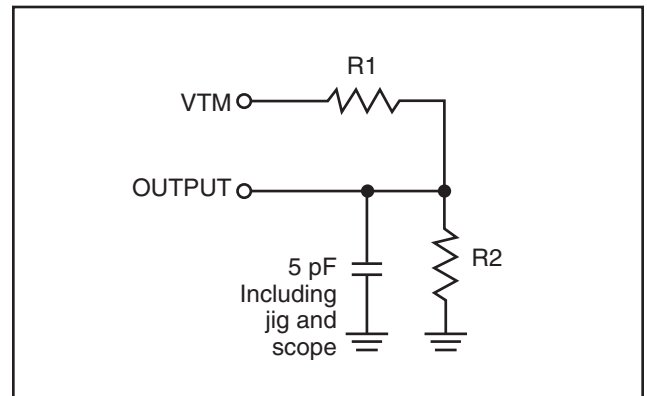 R1
VTM
OUTPUT
R2
5 pF
Including
jig and
scope